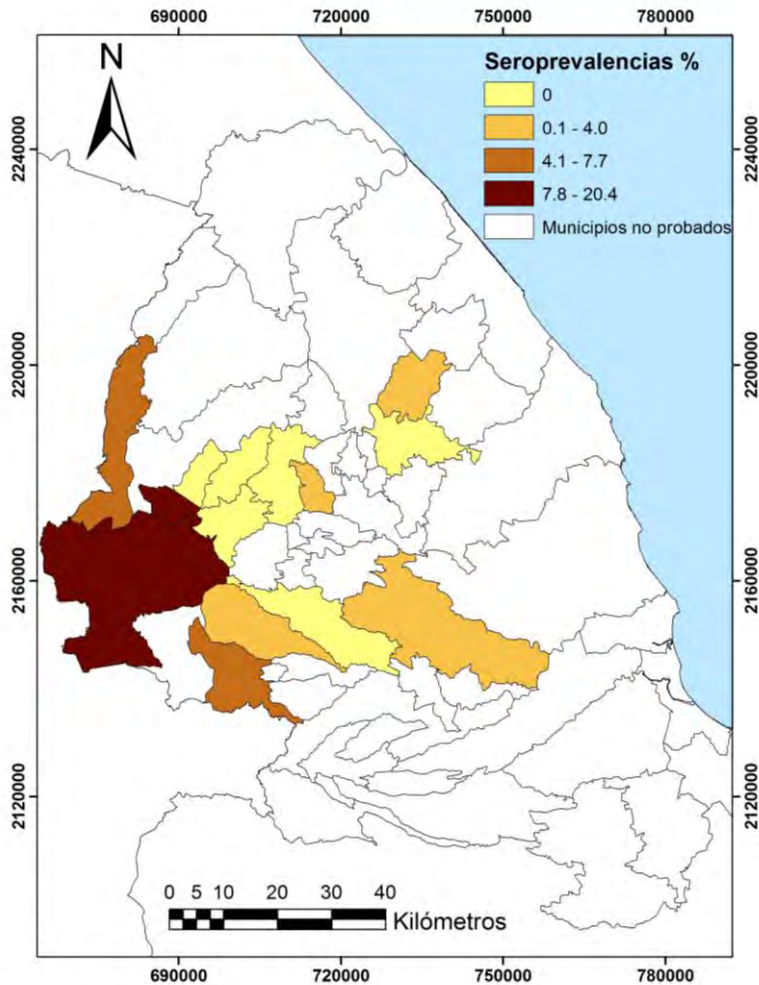 690000 720000 750000 780000
N
Seroprevalencias %
0
0.1 - 4.0
4.1 - 7.7
7.8 - 20.4
Municipios no probados
2240000 2240000
2200000 2200000
2160000 2160000
2120000 2120000
0 5 10 20 30 40
Kilómetros
690000 720000 750000 780000